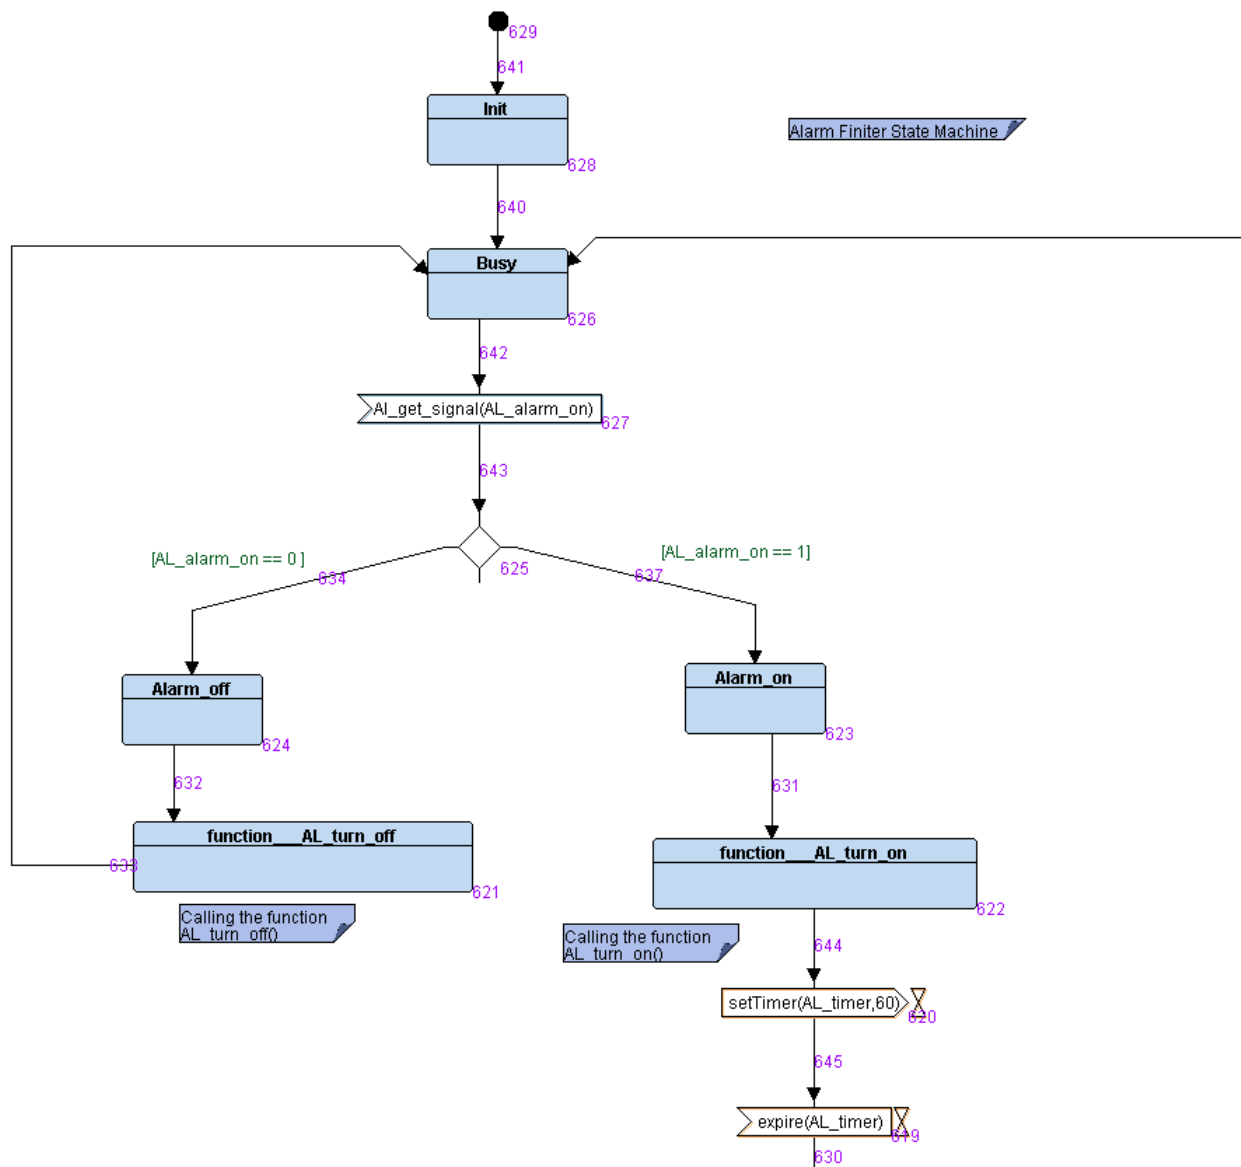 629
641
Init
Alarm Finiter State Machine
628
640
Busy
626
642
AI_get_signal(AL_alarm_on)
627
643
[AL_alarm_on == 0 ]
[AL_alarm_on == 1]
634
625
637
Alarm_off
Alarm_on
624
623
632
631
function___AL_turn_off
function___AL_turn_on
633
621
622
Calling the function
AL_turn_off()
Calling the function
AL_turn_on()
644
setTimer(AL_timer,60)
620
645
expire(AL_timer)
619
630